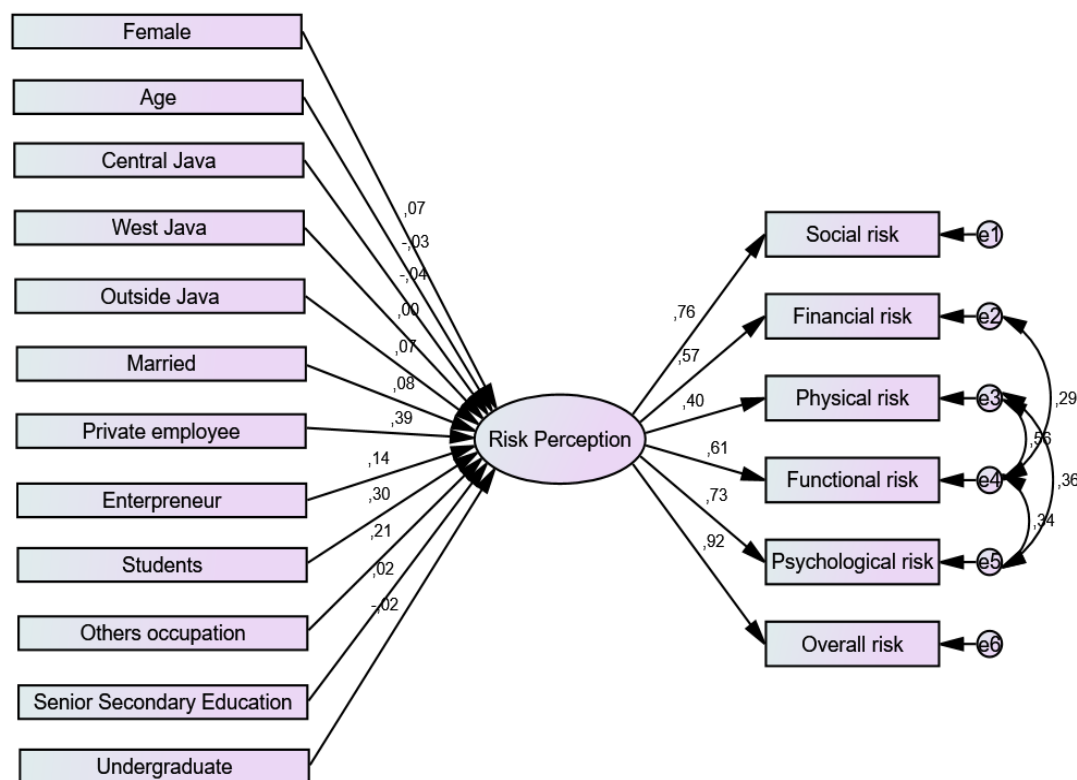 Female
Age
Central Java
West Java
Outside Java
Married
Private employee
Enterpreneur
Students
Others occupation
Senior Secondary Education
Undergraduate
,07
-,03
-,04
,00
,07
,08
,39
,14
,30
,21
,02
-,02
Risk Perception
,76
,57
,40
,61
,73
,92
Social risk
Financial risk
Physical risk
Functional risk
Psychological risk
Overall risk
e1
e2
e3
e4
e5
e6
,29
,56
,36
,34